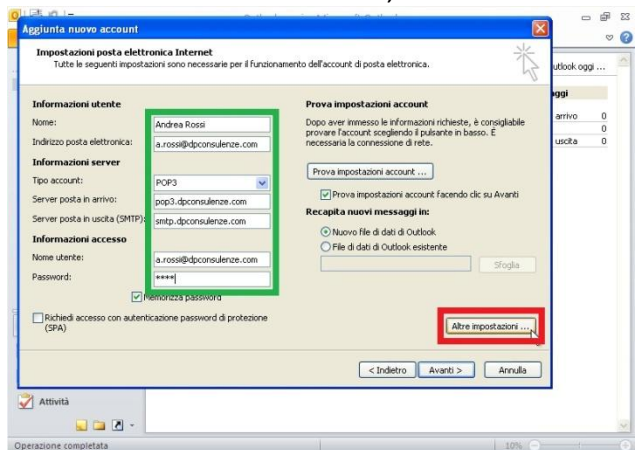 Aggiunta nuovo account
Impostazioni posta elettronica Internet
Tutte le seguenti impostazioni sono necessarie per il funzionamento dell'account di posta elettronica.
utlook oggi ...
Informazioni utente
Nome:
Andrea Rossi
Indirizzo posta elettronica:
a.rossi@dpconsulenze.com
Informazioni server
Tipo account:
POP3
Server posta in arrivo:
pop3.dpconsulenze.com
Server posta in uscita (SMTP):
smtp.dpconsulenze.com
Informazioni accesso
Nome utente:
a.rossi@dpconsulenze.com
Password:
****
Memorizza password
Richiedi accesso con autenticazione password di protezione
(SPA)
Prova impostazioni account
Dopo aver immesso le informazioni richieste, è consigliabile
provare l'account scegliendo il pulsante in basso. È
necessaria la connessione di rete.
Prova impostazioni account ...
Prova impostazioni account facendo clic su Avanti
Recapita nuovi messaggi in:
Nuovo file di dati di Outlook
File di dati di Outlook esistente
Sfoglia
Altre impostazioni ...
< Indietro
Avanti >
Annulla
aggi
arrivo 0
0
uscita 0
Attività
Operazione completata
10%